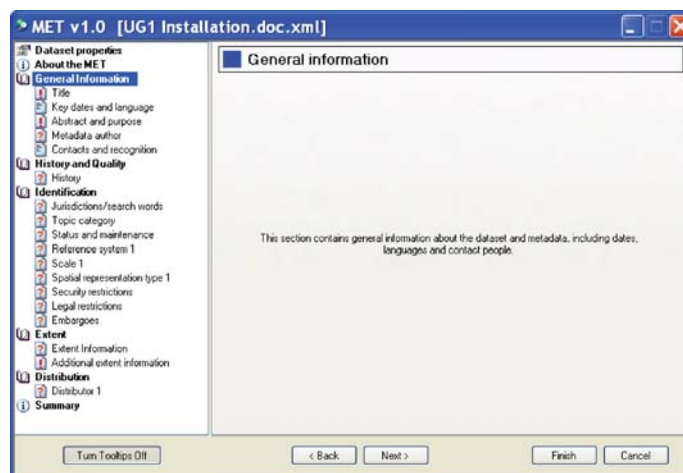 MET v1.0 [UG1 Installation.doc.xml]
Dataset properties
About the MET
General Information
Title
Key dates and language
Abstract and purpose
Metadata author
Contacts and recognition
History and Quality
History
Identification
Jurisdictions/search words
Topic category
Status and maintenance
Reference system 1
Scale 1
Spatial representation type 1
Security restrictions
Legal restrictions
Embargoes
Extent
Extent Information
Additional extent information
Distribution
Distributor 1
Summary
General information
This section contains general information about the dataset and metadata, including dates,
languages and contact people.
Turn Tooltips Off
< Back
Next >
Finish
Cancel